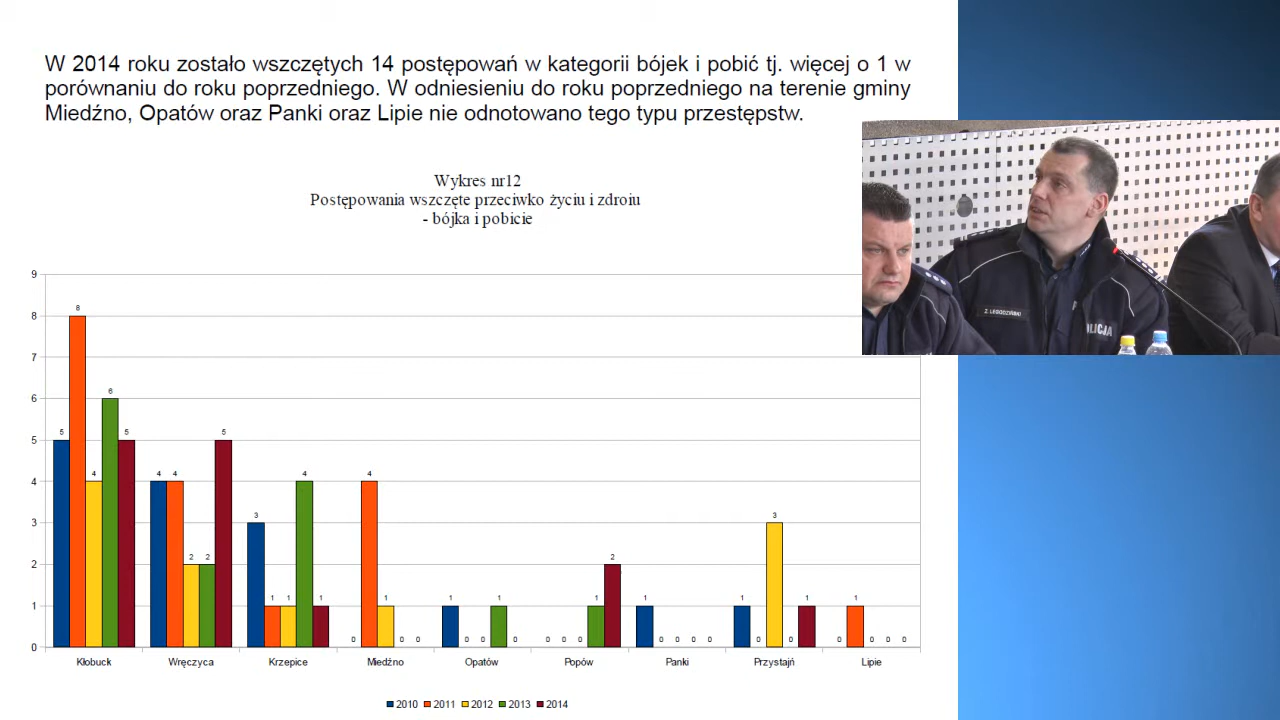 W 2014 roku zostało wszczętych 14 postępowań w kategorii bójek i pobić tj. więcej o 1 w
porównaniu do roku poprzedniego. W odniesieniu do roku poprzedniego na terenie gminy
Miedźno, Opatów oraz Panki oraz Lipie nie odnotowano tego typu przestępstw.
Wykres nr12
Postępowania wszczęte przeciwko życiu i zdroiu
- bójka i pobicie
Z. LEGODZIŃSKI
OLICJA
9
8
7
6
5
4
3
2
1
0
5 8 4 6 5
4 4 2 2 5
3 1 1 4 1
0 4 1 0 0
1 0 0 1 0
0 0 0 1 2
1 0 0 0 0
1 0 3 0 1
0 1 0 0 0
Kłobuck Wręczyca Krzepice Miedźno Opatów Popów Panki Przystajń Lipie
2010 2011 2012 2013 2014